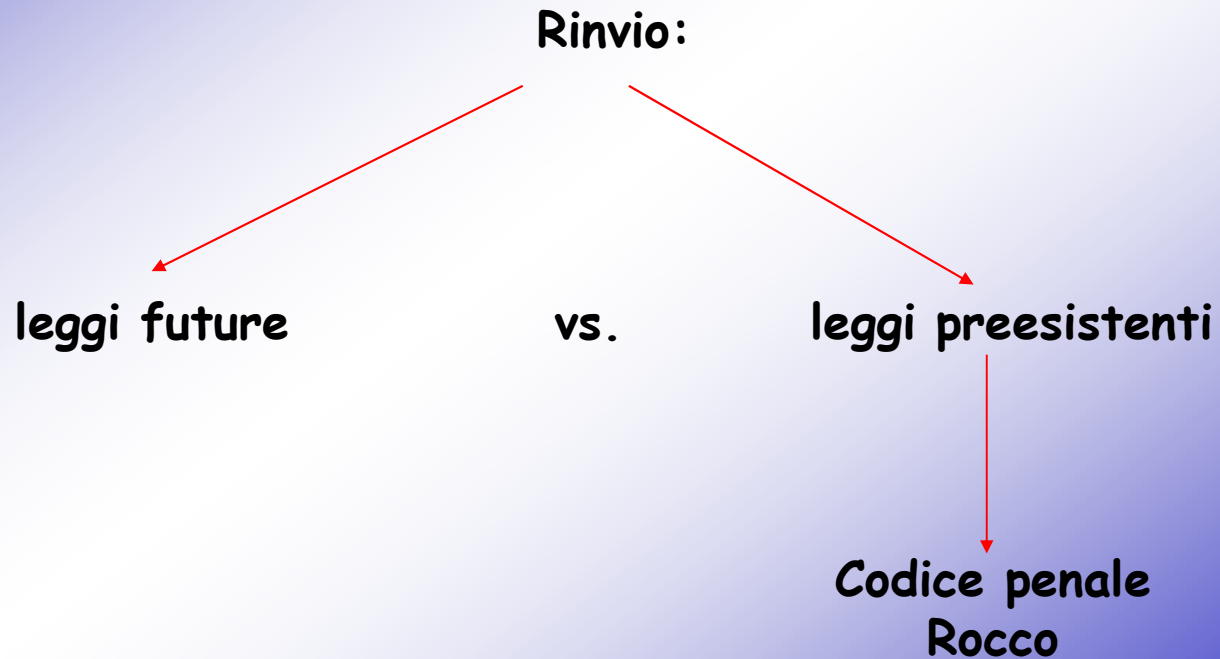 Rinvio:
leggi future vs. leggi preesistenti
Codice penale
Rocco